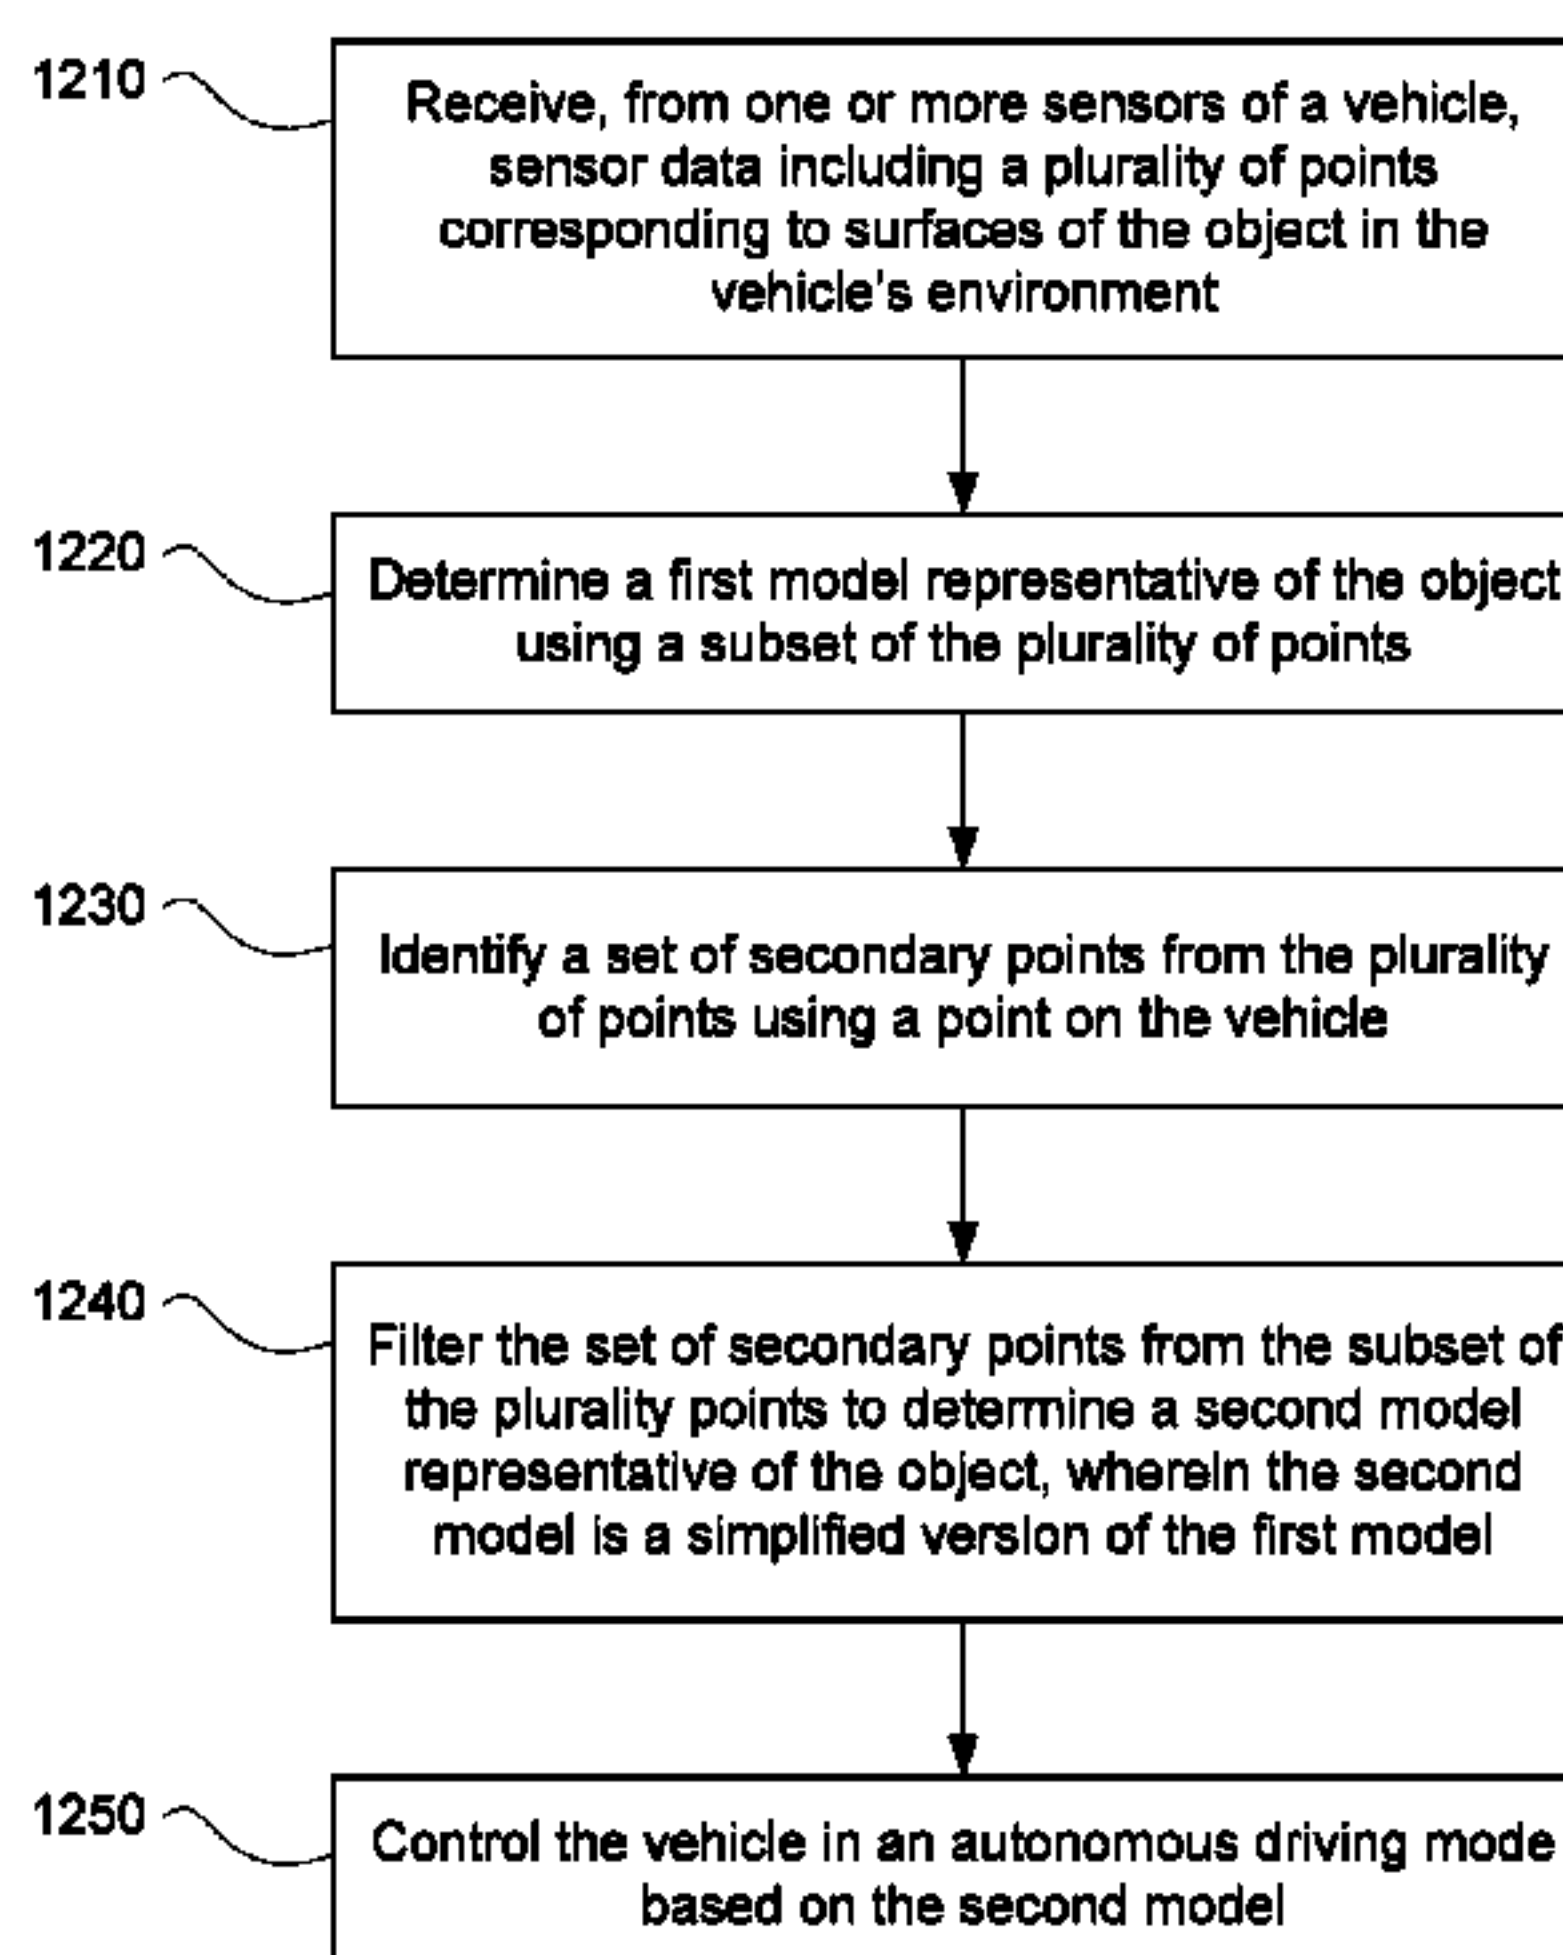 1210
Receive, from one or more sensors of a vehicle,
sensor data including a plurality of points
corresponding to surfaces of the object in the
vehicle's environment
1220
Determine a first model representative of the object
using a subset of the plurality of points
1230
Identify a set of secondary points from the plurality
of points using a point on the vehicle
1240
Filter the set of secondary points from the subset of
the plurality points to determine a second model
representative of the object, wherein the second
model is a simplified version of the first model
1250
Control the vehicle in an autonomous driving mode
based on the second model